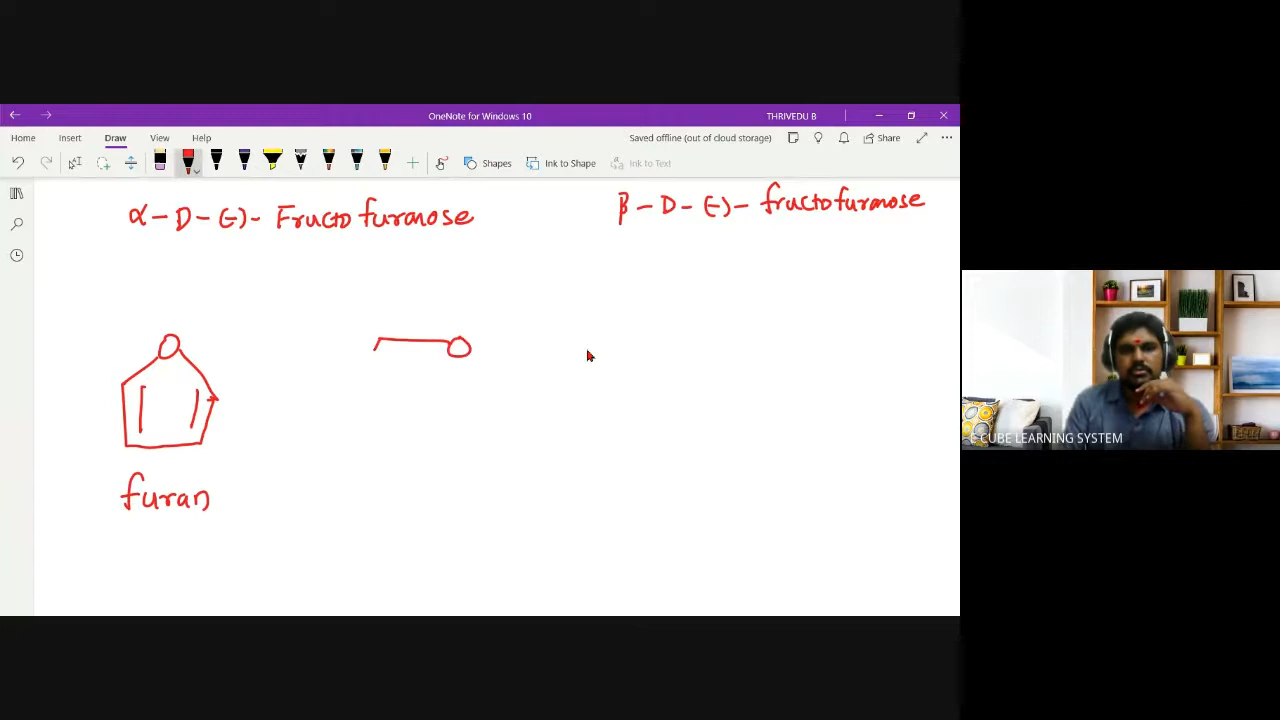 OneNote for Windows 10
THRIVEDU B
Home Insert Draw View Help
Saved offline (out of cloud storage)
Share
Shapes
Ink to Shape
Ink to Text
α-D-(-)- Fructofuranose
β-D-(-)-fructofuranose
O
O
furan
E CUBE LEARNING SYSTEM